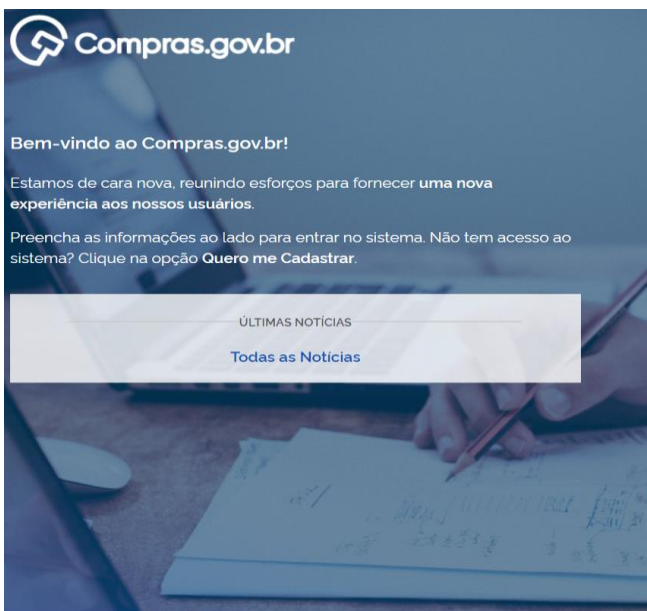 Compras.gov.br
Bem-vindo ao Compras.gov.br!
Estamos de cara nova, reunindo esforços para fornecer uma nova
experiência aos nossos usuários.
Preencha as informações ao lado para entrar no sistema. Não tem acesso ao
sistema? Clique na opção Quero me Cadastrar.
ÚLTIMAS NOTÍCIAS
Todas as Notícias